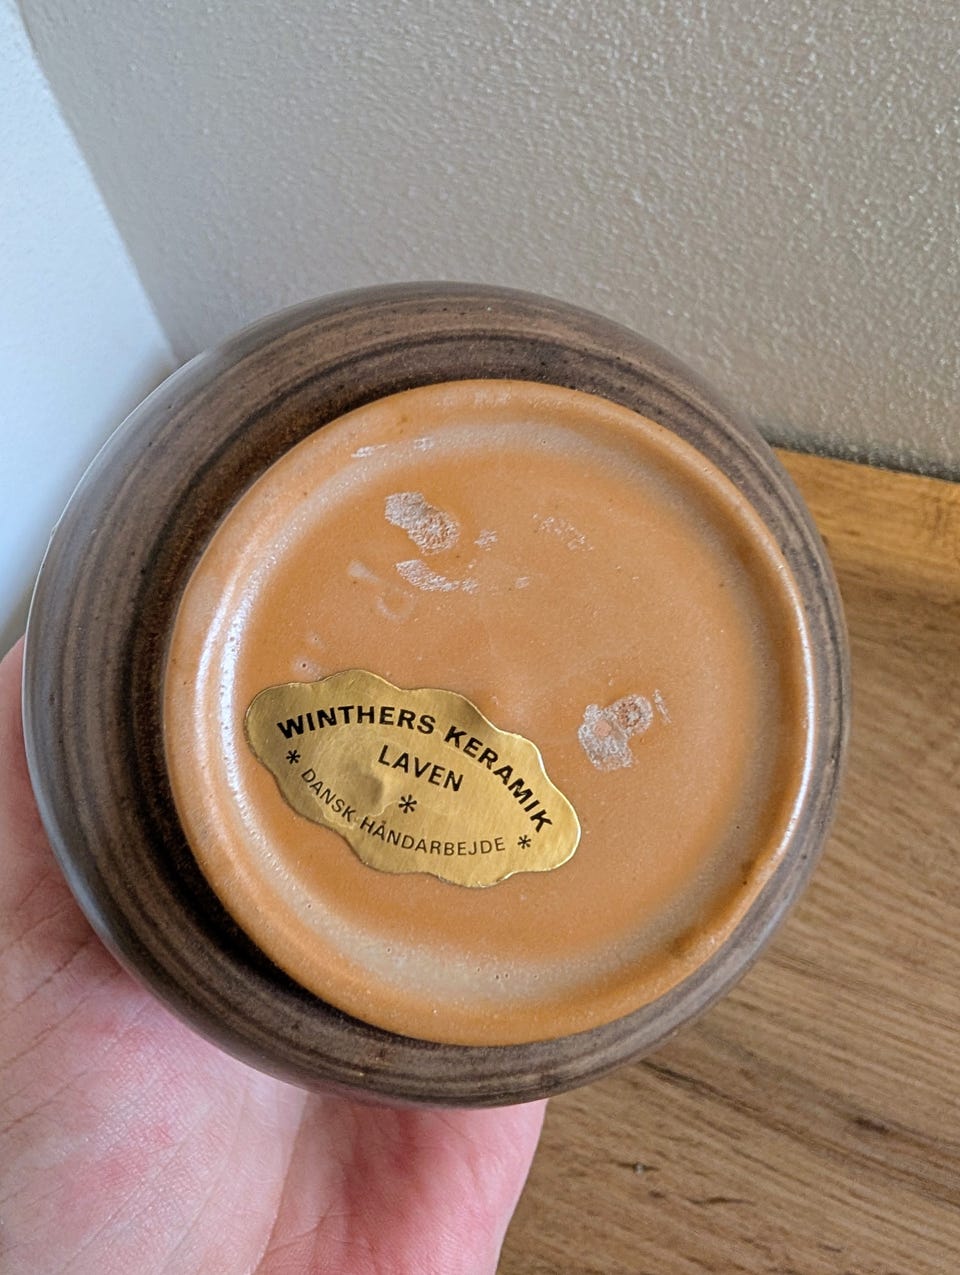 WINTHERS KERAMIK
LAVEN
* DANSK HÅNDARBEJDE *
*